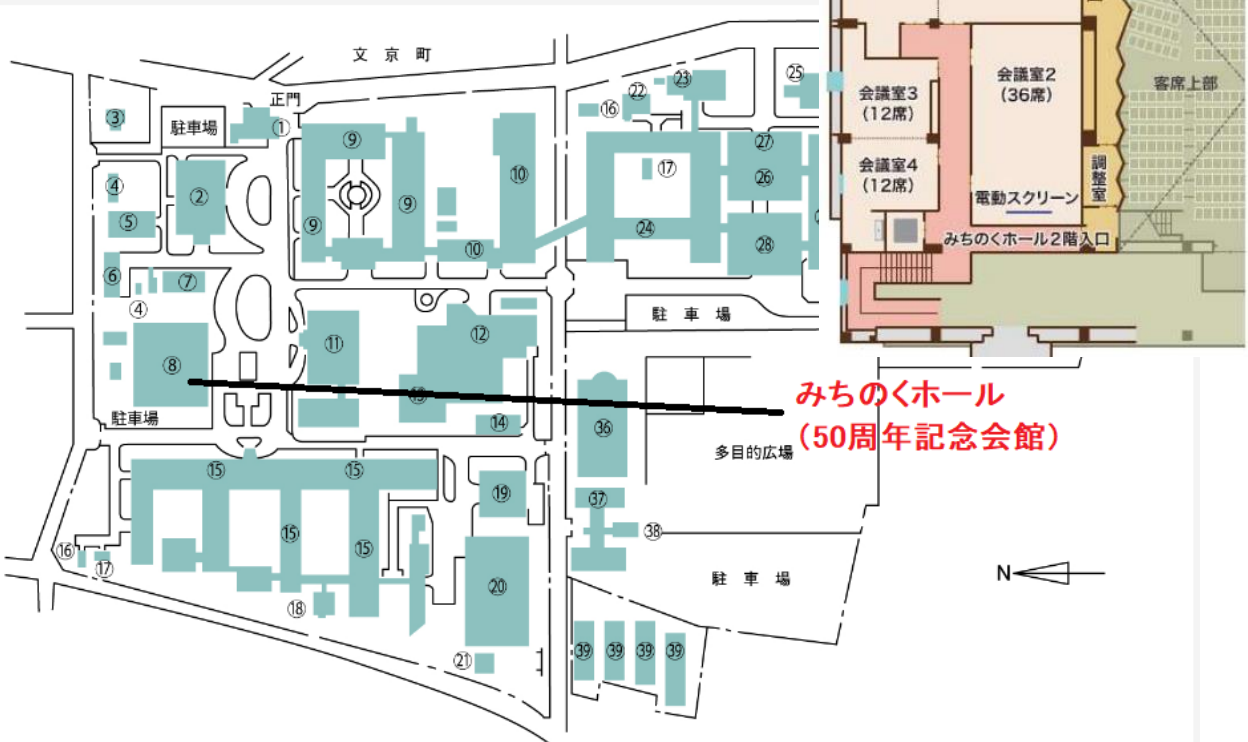 文 京 町
正門
③
駐車場
①
②
④
⑤
⑥
⑦
④
⑧
駐車場
⑨
⑨
⑨
⑩
⑩
⑪
⑫
⑭
⑮
⑮
⑮
⑮
⑯
⑰
⑱
⑲
⑳
㉑
㉓
㉒
⑯
㉕
⑰
㉗
㉖
㉔
㉘
駐 車 場
㊱
多目的広場
㊲
㊳
駐 車 場
㊴
㊴
㊴
㊴
N
みちのくホール
(50周年記念会館)
会議室2
(36席)
会議室3
(12席)
会議室4
(12席)
客席上部
調整室
電動スクリーン
みちのくホール2階入口